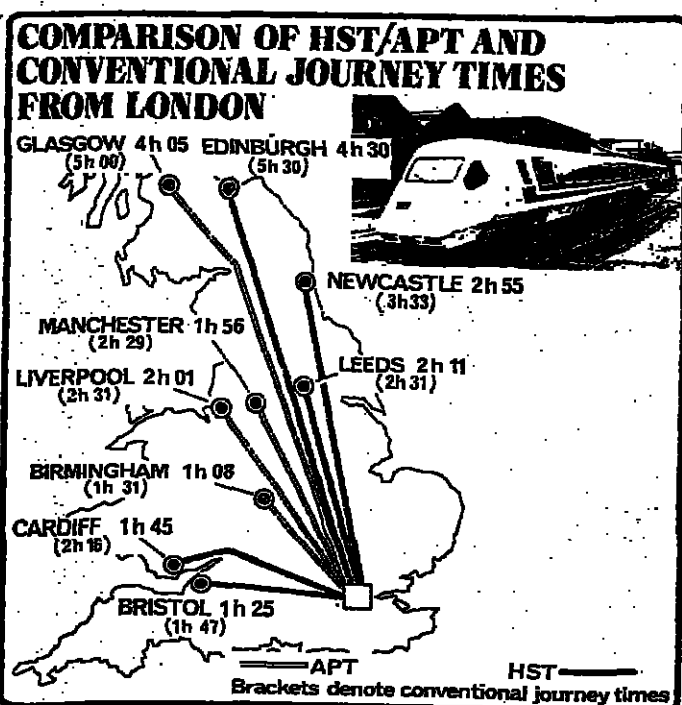 COMPARISON OF HST/APT AND
CONVENTIONAL JOURNEY TIMES
FROM LONDON
GLASGOW 4h 05
(5h 00)
EDINBURGH 4h 30
(5h 30)
NEWCASTLE 2h 55
(3h 33)
MANCHESTER 1h 56
(2h 29)
LEEDS 2h 11
(2h 31)
LIVERPOOL 2h 01
(2h 31)
BIRMINGHAM 1h 08
(1h 31)
CARDIFF 1h 45
(2h 16)
BRISTOL 1h 25
(1h 47)
APT
HST
Brackets denote conventional journey times